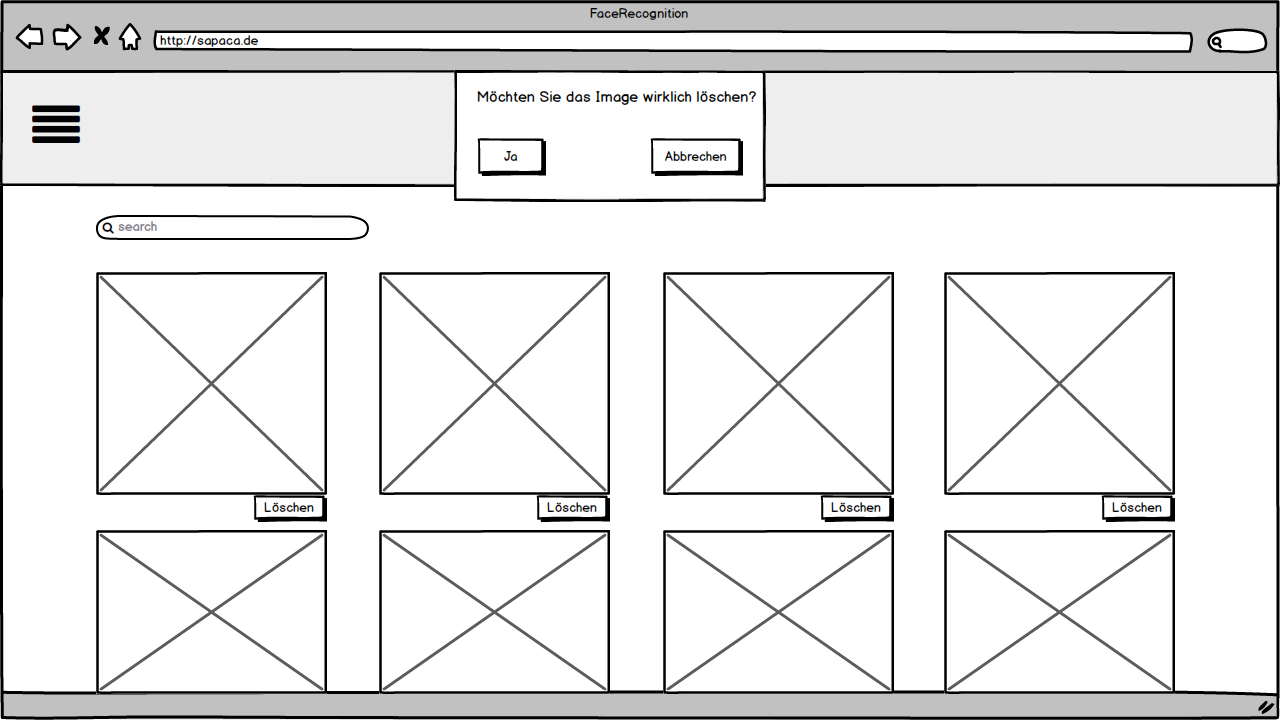 FaceRecognition
http://sapaca.de
Möchten Sie das Image wirklich löschen?
Ja
Abbrechen
search
Löschen
Löschen
Löschen
Löschen